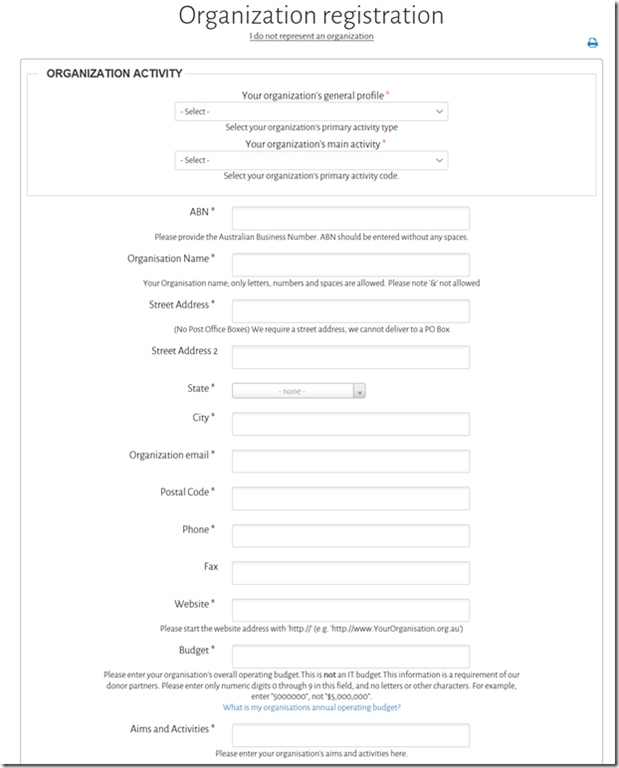 Organization registration
I do not represent an organization
ORGANIZATION ACTIVITY
Your organisation's general profile *
- Select -
Select your organization's primary activity type
Your organization's main activity *
- Select -
Select your organization's primary activity code.
ABN *
Please provide the Australian Business Number. ABN should be entered without any spaces.
Organisation Name *
Your Organisation name; only letters, numbers and spaces are allowed. Please note '&' not allowed
Street Address *
(No Post Office Boxes) We require a street address, we cannot deliver to a PO Box
Street Address 2
State *
- none -
City *
Organization email *
Postal Code *
Phone *
Fax
Website *
Please start the website address with 'http://' (e.g. 'http://www.YourOrganisation.org.au')
Budget *
Please enter your organisation's overall operating budget.This is not an IT budget.This information is a requirement of our
donor partners. Please enter only numeric digits 0 through 9 in this field, and no letters or other characters. For example,
enter "5000000", not "$5,000,000".
What is my organisations annual operating budget?
Aims and Activities *
Please enter your organisation's aims and activities here.